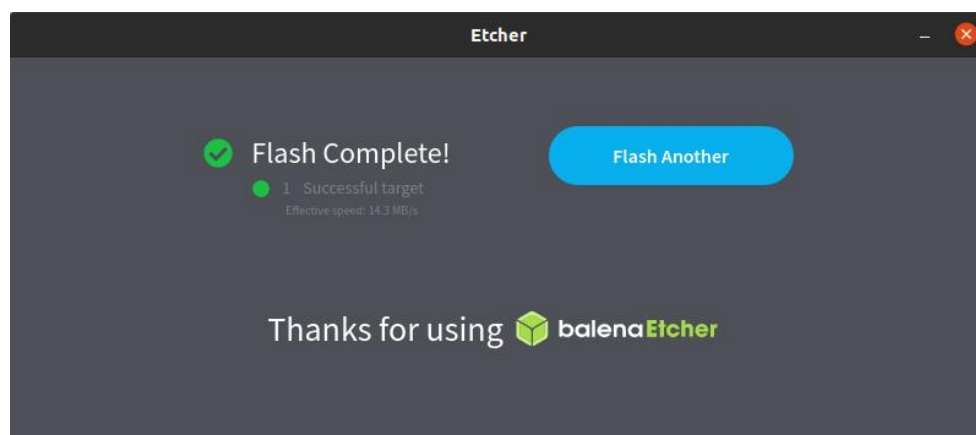 Etcher
Flash Complete!
Flash Another
1 Successful target
Effective speed: 14.3 MB/s
Thanks for using balenaEtcher